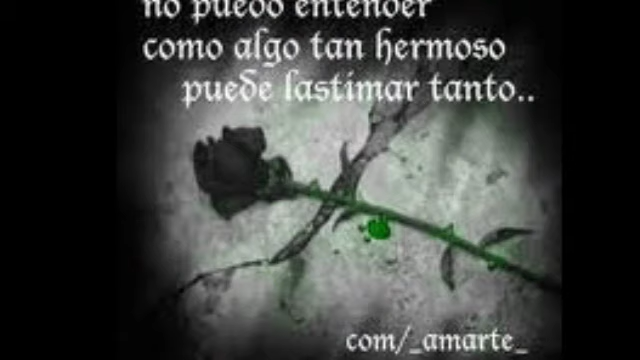 no puedo entender
como algo tan hermoso
puede lastimar tanto..
com/_amarte_